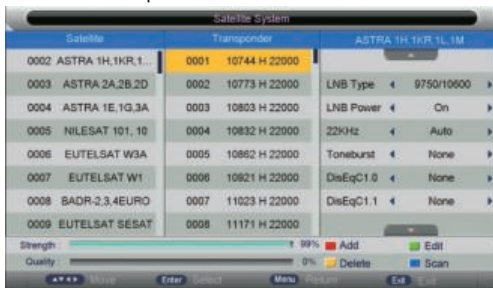 Satellite System
Satellite Transponder ASTRA 1H,1KR,1L,1M
0002 ASTRA 1H,1KR,1... 0001 10744 H 22000
0003 ASTRA 2A,2B,2D 0002 10773 H 22000 LNB Type 9750/10600
0004 ASTRA 1E,1G,3A 0003 10803 H 22000 LNB Power On
0005 NILESAT 101, 10 0004 10832 H 22000 22KHz Auto
0006 EUTELSAT W3A 0005 10862 H 22000 Toneburst None
0007 EUTELSAT W1 0006 10921 H 22000 DisEqC1.0 None
0008 BADR-2,3,4EURO 0007 11023 H 22000 DisEqC1.1 None
0009 EUTELSAT SESAT 0008 11171 H 22000
Strength : 99% Add Edit
Quality : 0% Delete Scan
Move Enter Select Menu Return Exit Exit